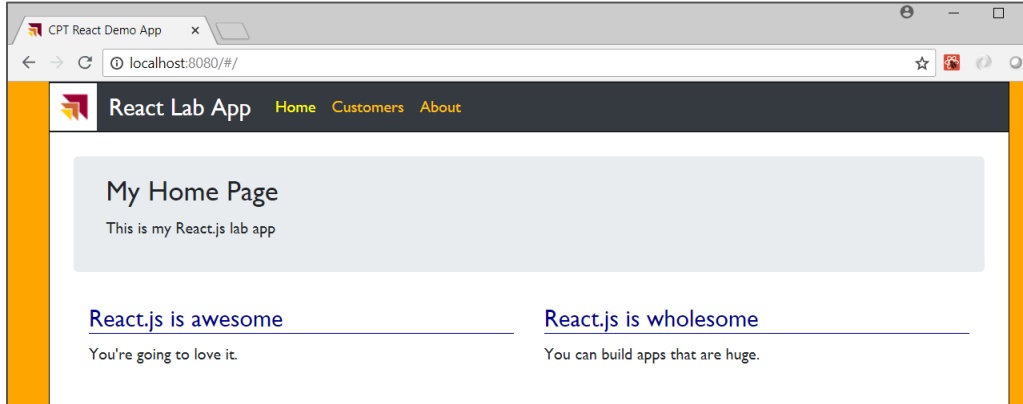 CPT React Demo App
localhost:8080/#/
React Lab App Home Customers About
My Home Page
This is my React.js lab app
React.js is awesome
You're going to love it.
React.js is wholesome
You can build apps that are huge.